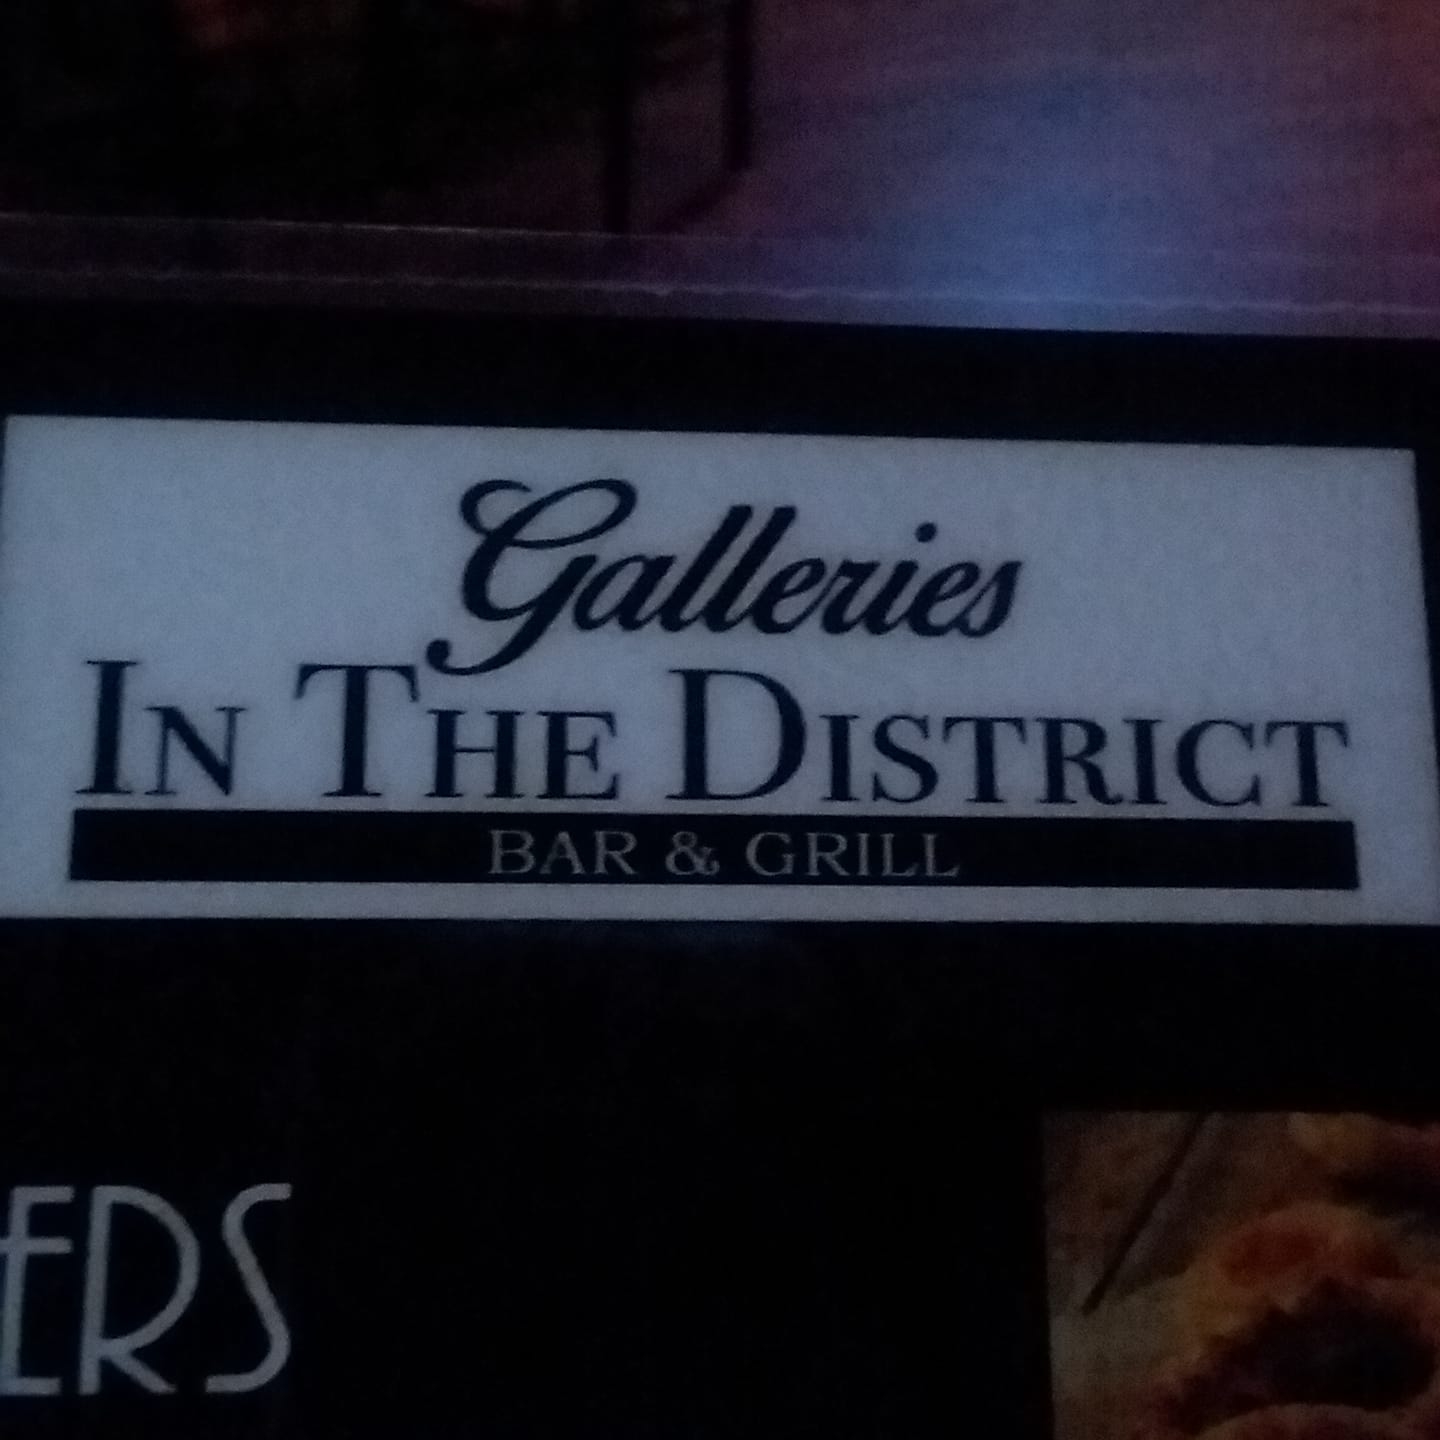 Galleries
IN THE DISTRICT
BAR & GRILL
ERS